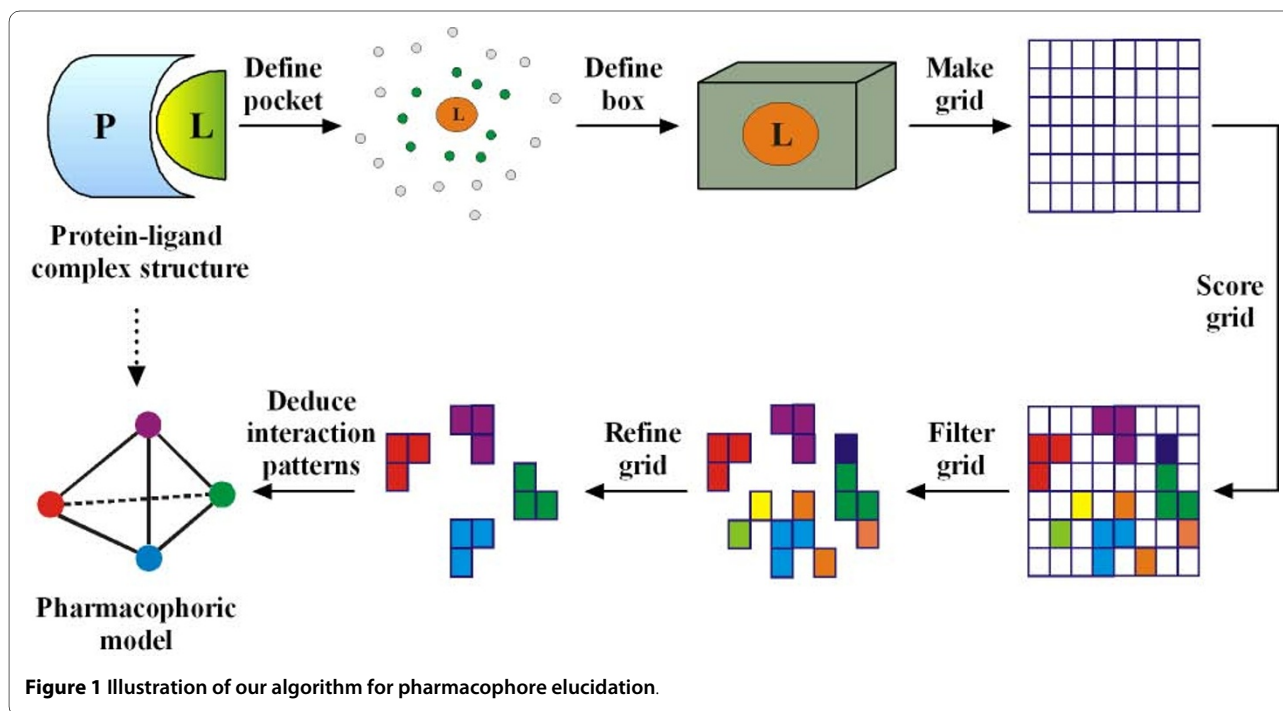 P
L
Define
pocket
L
Define
box
L
Make
grid
Protein-ligand
complex structure
Score
grid
Deduce
interaction
patterns
Refine
grid
Filter
grid
Pharmacophoric
model
Figure 1 Illustration of our algorithm for pharmacophore elucidation.